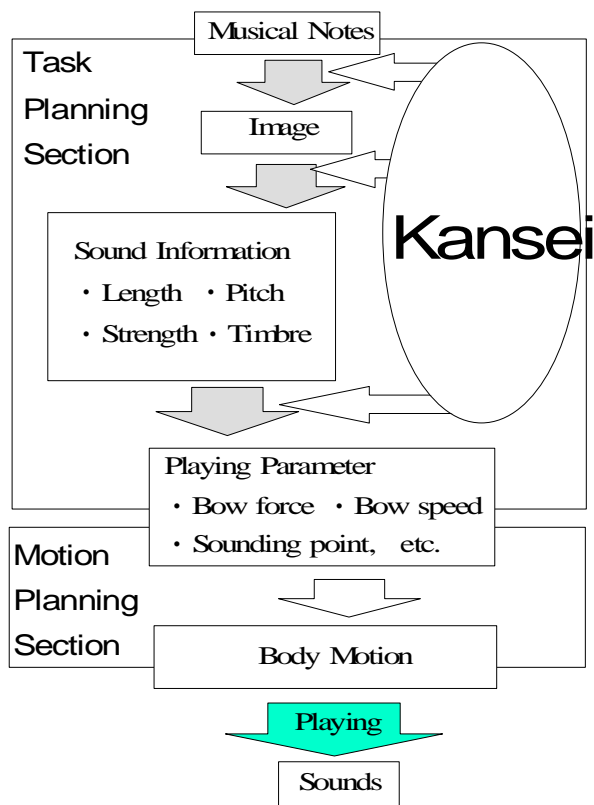 Musical Notes
Task
Planning
Section
Image
Kansei
Sound Information
・Length ・Pitch
・Strength・Timbre
Playing Parameter
・Bow force ・Bow speed
・Sounding point, etc.
Motion
Planning
Section
Body Motion
Playing
Sounds